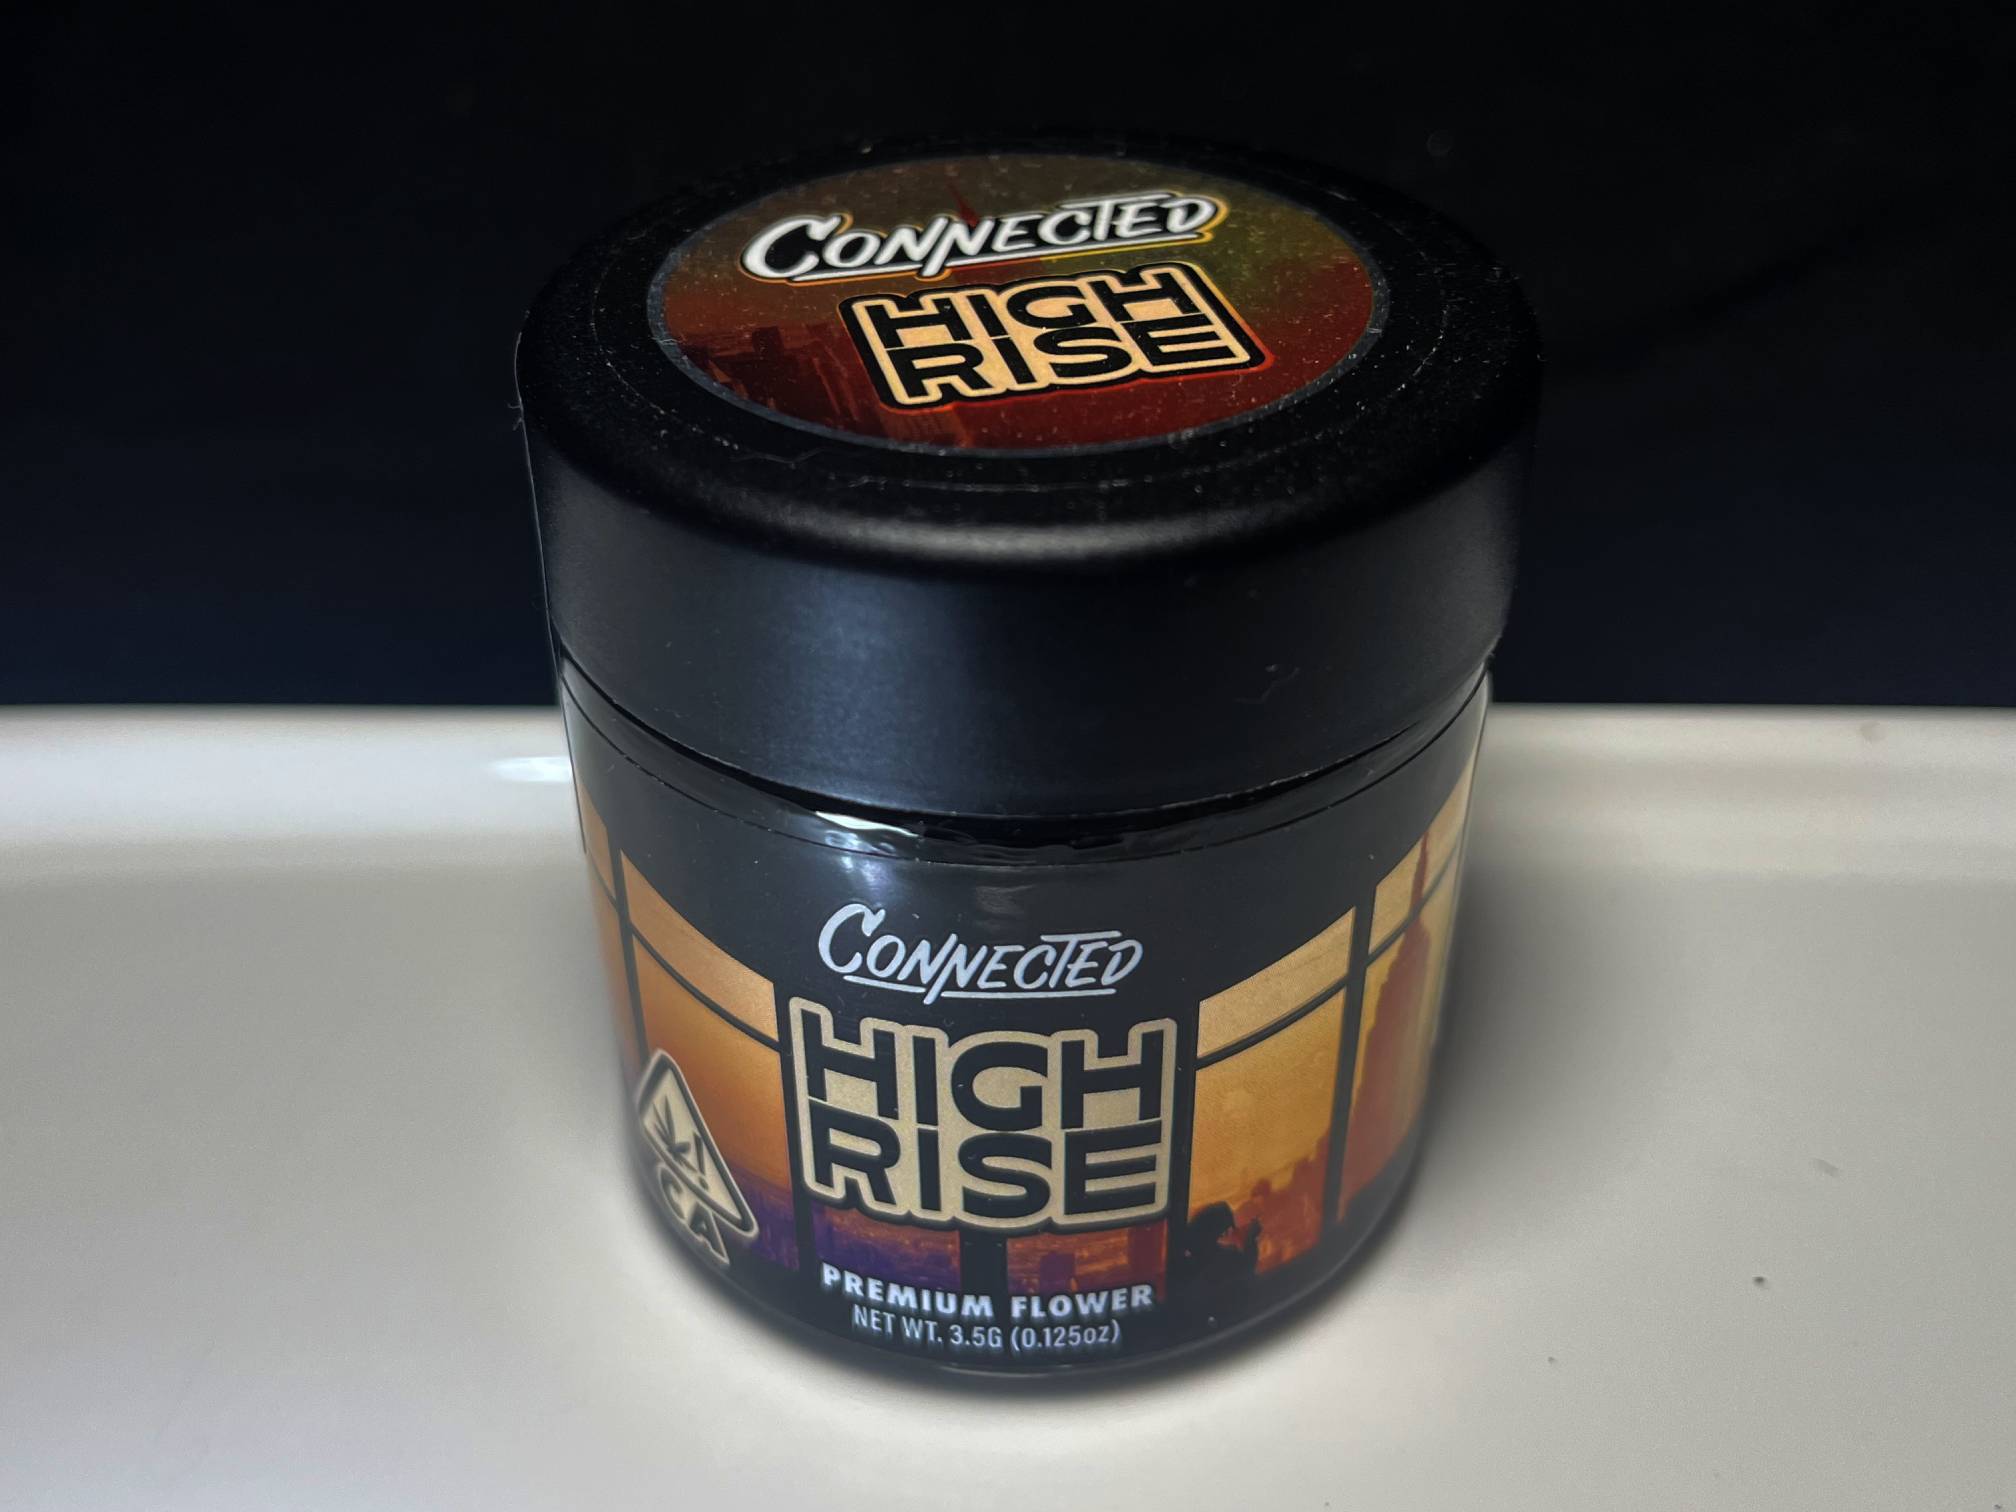 CONNECTED
HIGH
RISE
CONNECTED
HIGH
RISE
!
CA
PREMIUM FLOWER
NET WT. 3.5G (0.125oz)